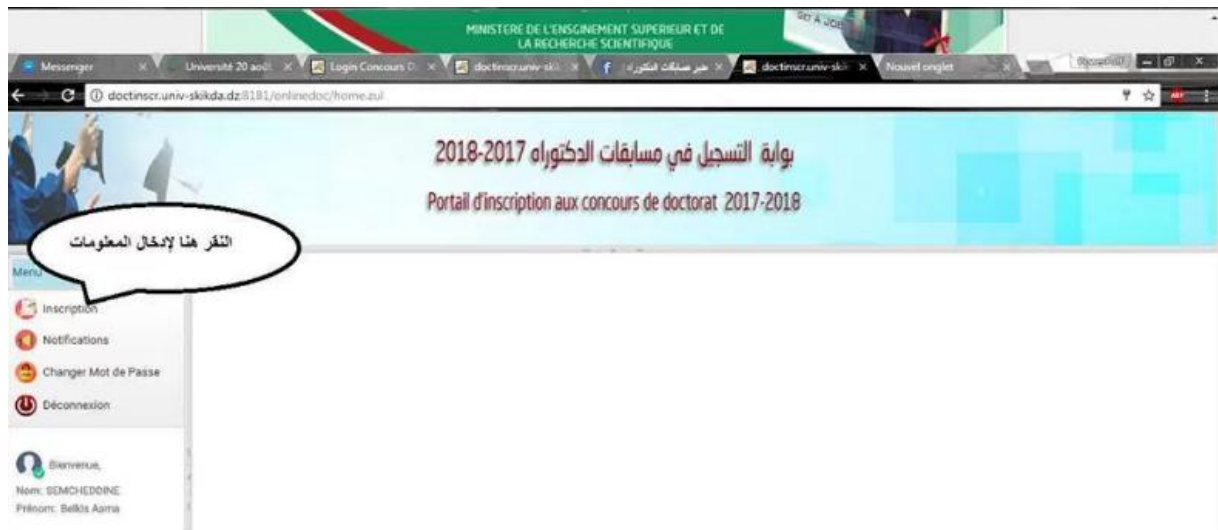 MINISTERE DE L'ENSGINEMENT SUPERIEUR ET DE
LA RECHERCHE SCIENTIFIQUE
GET A JOB
Messenger
Université 20 août
Login Concours D
doctinscr.univ-ski
doctinscr.univ-ski
Nouvel onglet
doctinscr.univ-skikda.dz:8181/onlinedoc/home.zul
بوابة التسجيل في مسابقات الدكتوراه 2017-2018
Portail d'inscription aux concours de doctorat 2017-2018
النقر هنا لإدخال المعلومات
Menu
Inscription
Notifications
Changer Mot de Passe
Déconnexion
Bienvenue,
Nom: SEMCHEDDINE
Prénom: Belkis Asma